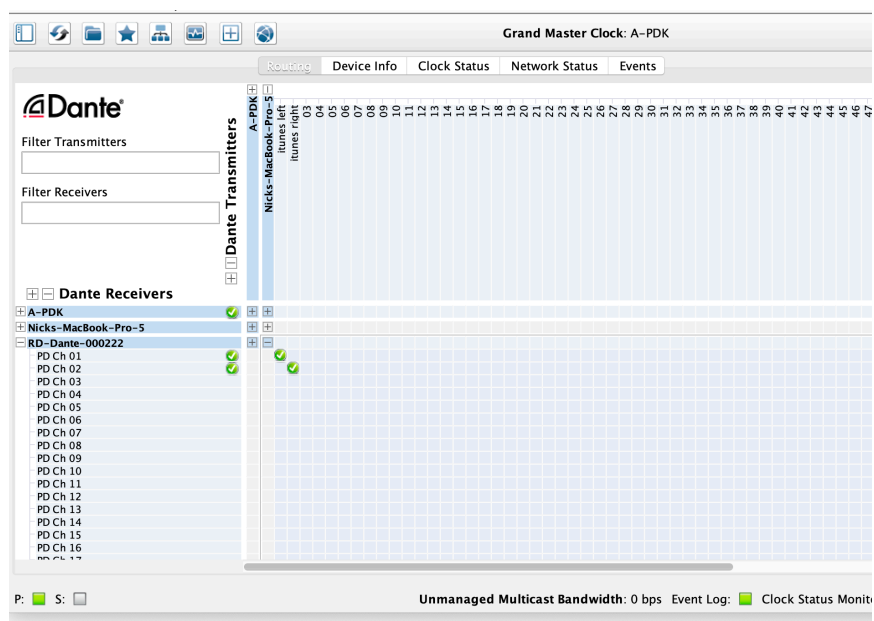 Grand Master Clock: A-PDK
Routing Device Info Clock Status Network Status Events
Dante®
Filter Transmitters
Filter Receivers
Dante Transmitters
A-PDK
Nicks-MacBook-Pro-5
itunes left
itunes right
03
04
05
06
07
08
09
10
11
12
13
14
15
16
17
18
19
20
21
22
23
24
25
26
27
28
29
30
31
32
33
34
35
36
37
38
39
40
41
42
43
44
45
46
47
Dante Receivers
A-PDK
Nicks-MacBook-Pro-5
RD-Dante-000222
PD Ch 01
PD Ch 02
PD Ch 03
PD Ch 04
PD Ch 05
PD Ch 06
PD Ch 07
PD Ch 08
PD Ch 09
PD Ch 10
PD Ch 11
PD Ch 12
PD Ch 13
PD Ch 14
PD Ch 15
PD Ch 16
PD Ch 17
P: S: Unmanaged Multicast Bandwidth: 0 bps Event Log: Clock Status Monito